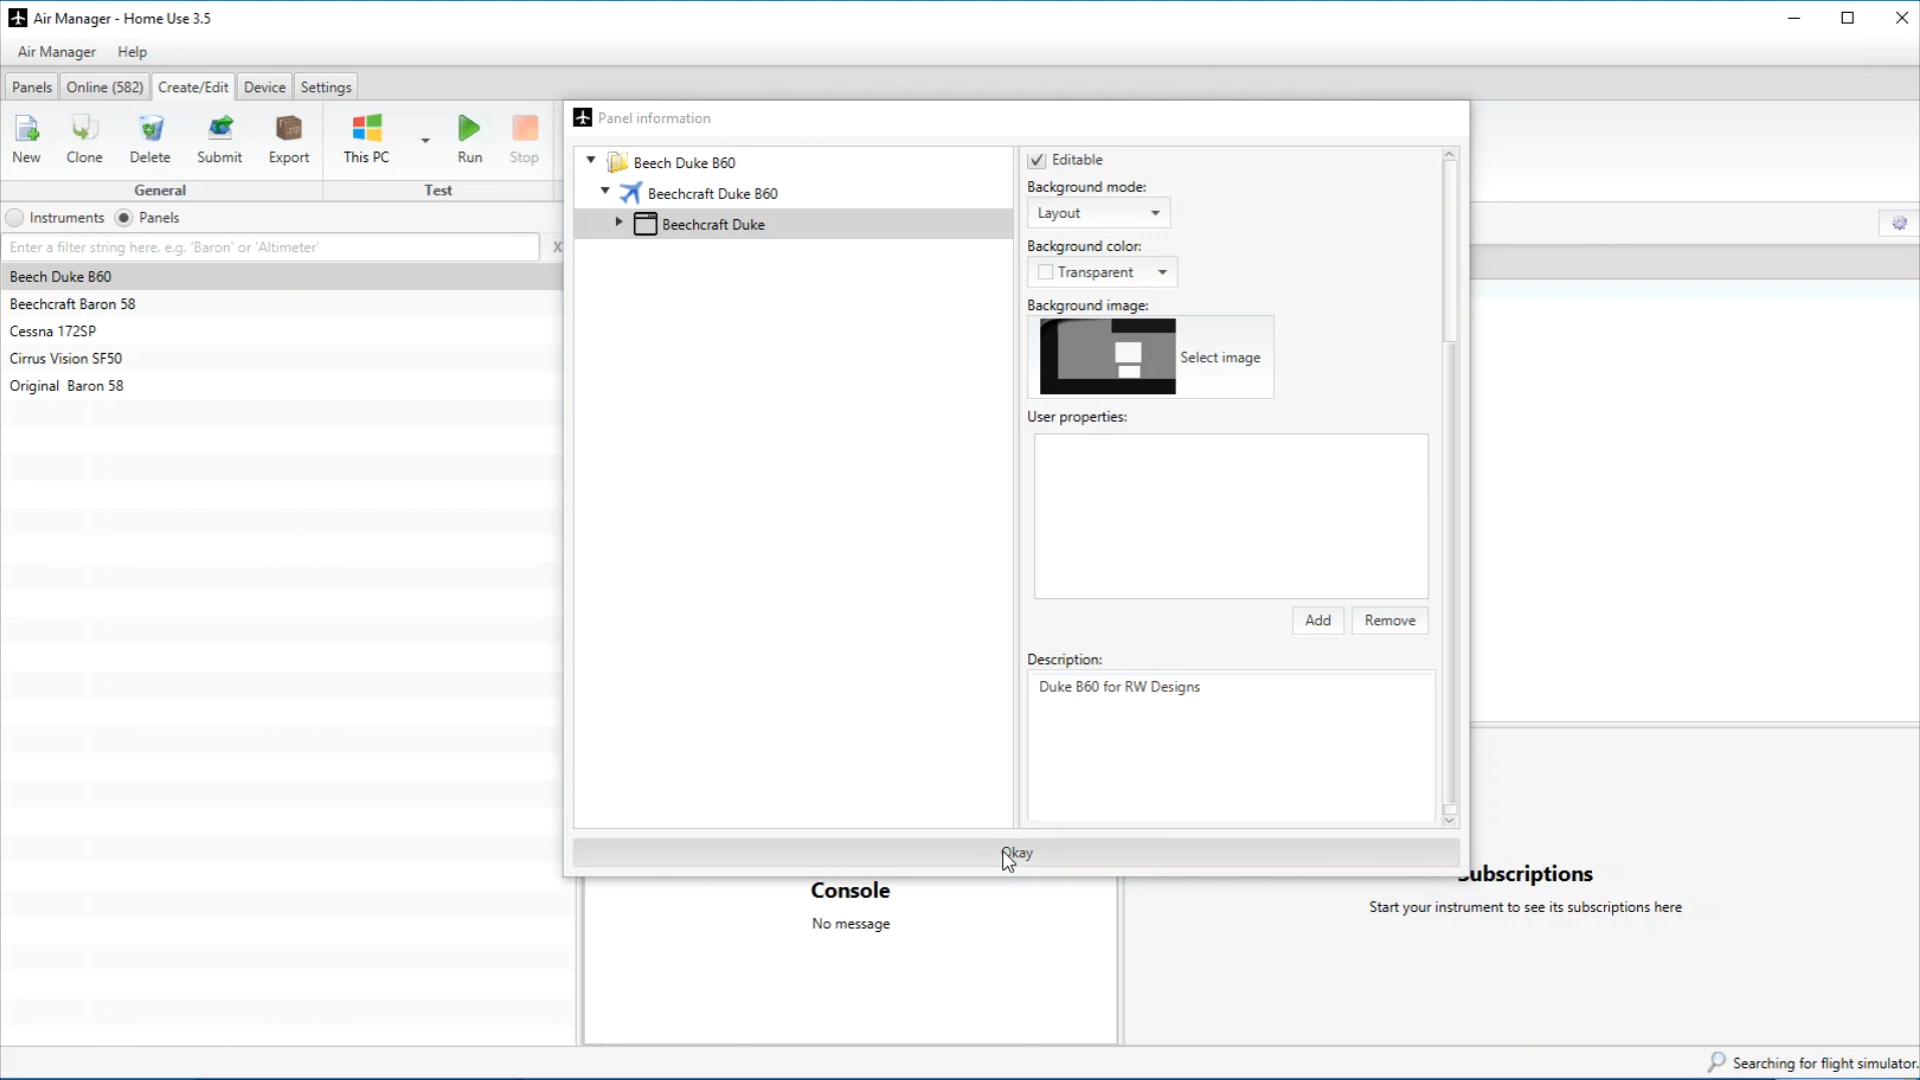 Air Manager - Home Use 3.5
Air Manager Help
Panels Online (582) Create/Edit Device Settings
New Clone Delete Submit Export This PC Run Stop
General Test
Instruments Panels
Enter a filter string here. e.g. 'Baron' or 'Altimeter' X
Beech Duke B60
Beechcraft Baron 58
Cessna 172SP
Cirrus Vision SF50
Original Baron 58
Panel information
Beech Duke B60
Beechcraft Duke B60
Beechcraft Duke
Editable
Background mode:
Layout
Background color:
Transparent
Background image:
Select image
User properties:
Add Remove
Description:
Duke B60 for RW Designs
Okay
Console
No message
Subscriptions
Start your instrument to see its subscriptions here
Searching for flight simulator.